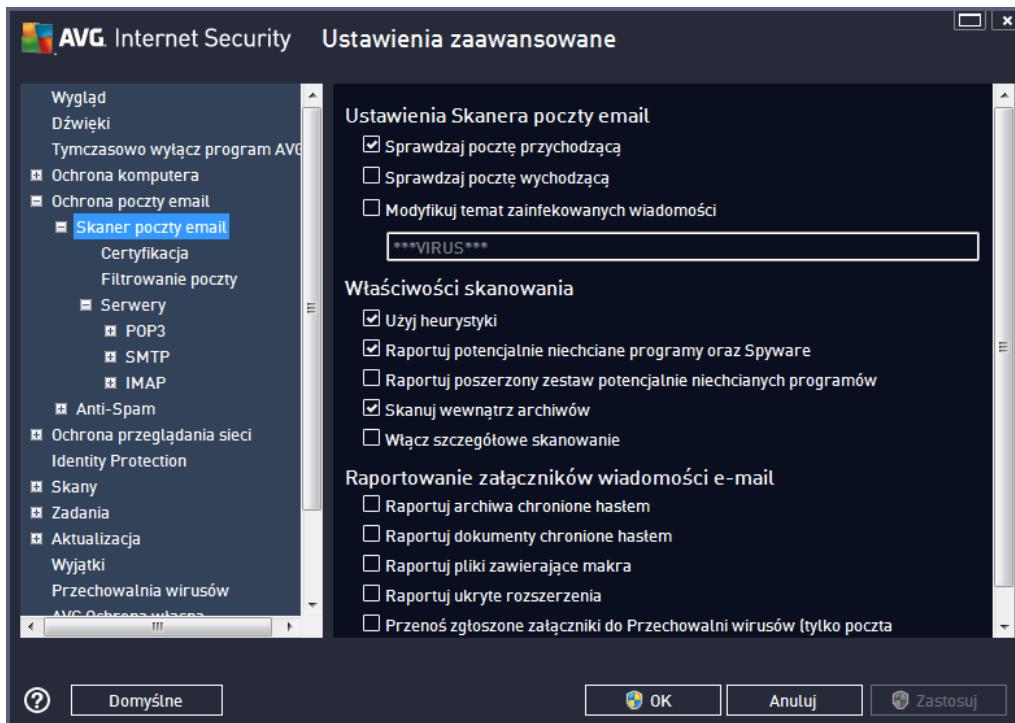 AVG. Internet Security Ustawienia zaawansowane
Wygląd
Dźwięki
Tymczasowo wyłącz program AVG
Ochrona komputera
Ochrona poczty email
Skaner poczty email
Certyfikacja
Filtrowanie poczty
Serwery
POP3
SMTP
IMAP
Anti-Spam
Ochrona przeglądania sieci
Identity Protection
Skany
Zadania
Aktualizacja
Wyjątki
Przechowalnia wirusów
AVG Ochrona własna
Ustawienia Skanera poczty email
Sprawdzaj pocztę przychodzącą
Sprawdzaj pocztę wychodzącą
Modyfikuj temat zainfekowanych wiadomości
***VIRUS***
Właściwości skanowania
Użyj heurystyki
Raportuj potencjalnie niechciane programy oraz Spyware
Raportuj poszerzony zestaw potencjalnie niechcianych programów
Skanuj wewnątrz archiwów
Włącz szczegółowe skanowanie
Raportowanie załączników wiadomości e-mail
Raportuj archiwa chronione hasłem
Raportuj dokumenty chronione hasłem
Raportuj pliki zawierające makra
Raportuj ukryte rozszerzenia
Przenoś zgłoszone załączniki do Przechowalni wirusów (tylko poczta
? Domyślne OK Anuluj Zastosuj